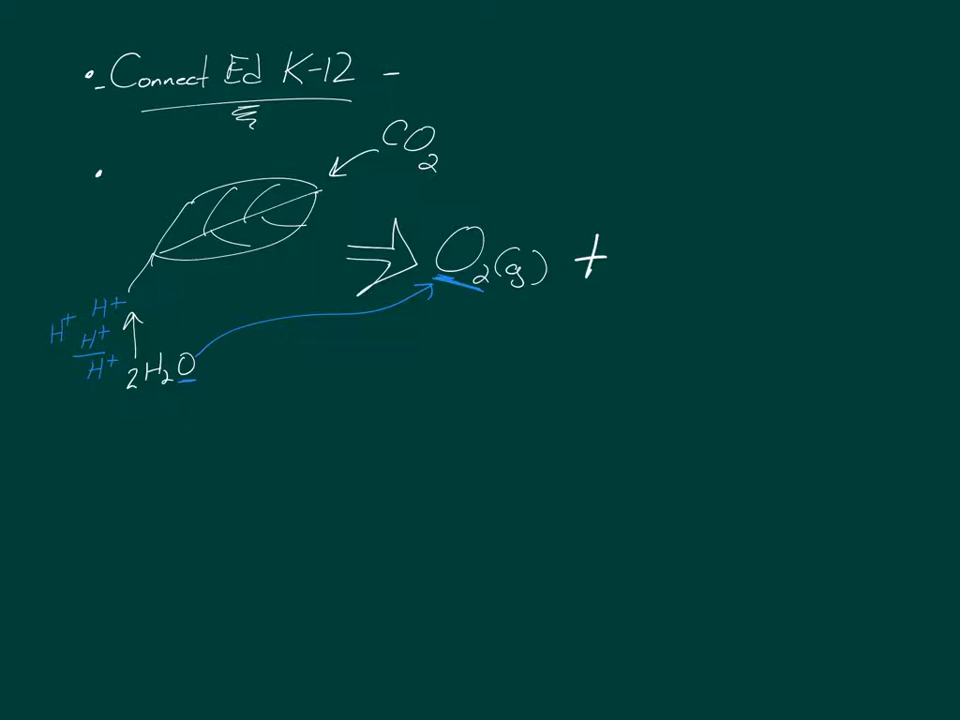 • Connect Ed K-12 -
CO₂
•
O₂(g) +
H+
H+
H+
H+
2H₂O